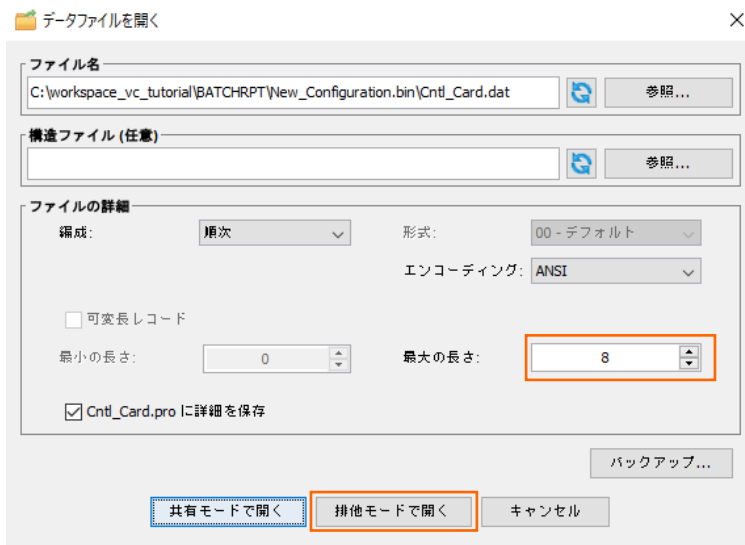 データファイルを開く
ファイル名
C:\workspace_vc_tutorial\BATCHRPT\New_Configuration.bin\Cntl_Card.dat
参照...
構造ファイル (任意)
参照...
ファイルの詳細
編成: 順次 形式: 00 - デフォルト
エンコーディング: ANSI
可変長レコード
最小の長さ: 0 最大の長さ: 8
Cntl_Card.pro に詳細を保存
バックアップ...
共有モードで開く 排他モードで開く キャンセル